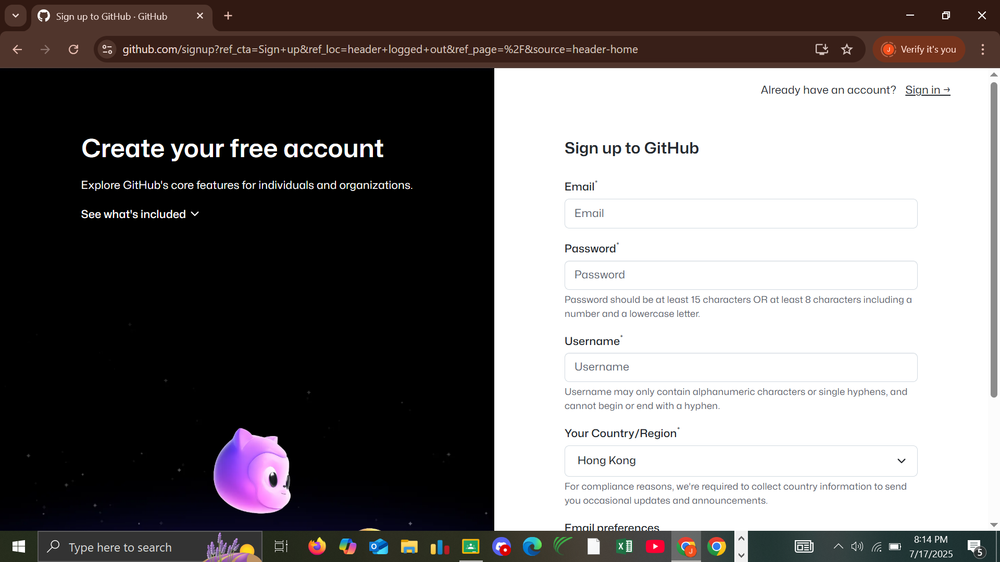 Sign up to GitHub · GitHub
github.com/signup?ref_cta=Sign+up&ref_loc=header+logged+out&ref_page=%2F&source=header-home
J
Verify it's you
Already have an account? Sign in →
Create your free account
Explore GitHub's core features for individuals and organizations.
See what's included
Sign up to GitHub
Email*
Email
Password*
Password
Password should be at least 15 characters OR at least 8 characters including a
number and a lowercase letter.
Username*
Username
Username may only contain alphanumeric characters or single hyphens, and
cannot begin or end with a hyphen.
Your Country/Region*
Hong Kong
For compliance reasons, we're required to collect country information to send
you occasional updates and announcements.
Email preferences
Type here to search
J
8:14 PM
7/17/2025
5